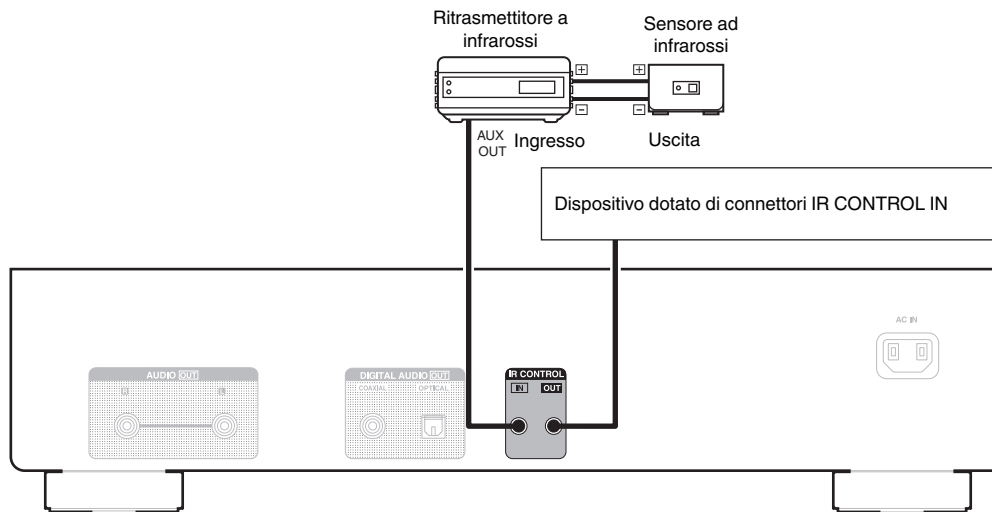 Ritrasmettitore a
infrarossi
Sensore ad
infrarossi
+
+
−
−
AUX
OUT
Ingresso
Uscita
Dispositivo dotato di connettori IR CONTROL IN
AC IN
AUDIO OUT
DIGITAL AUDIO OUT
COAXIAL
OPTICAL
IR CONTROL
IN
OUT